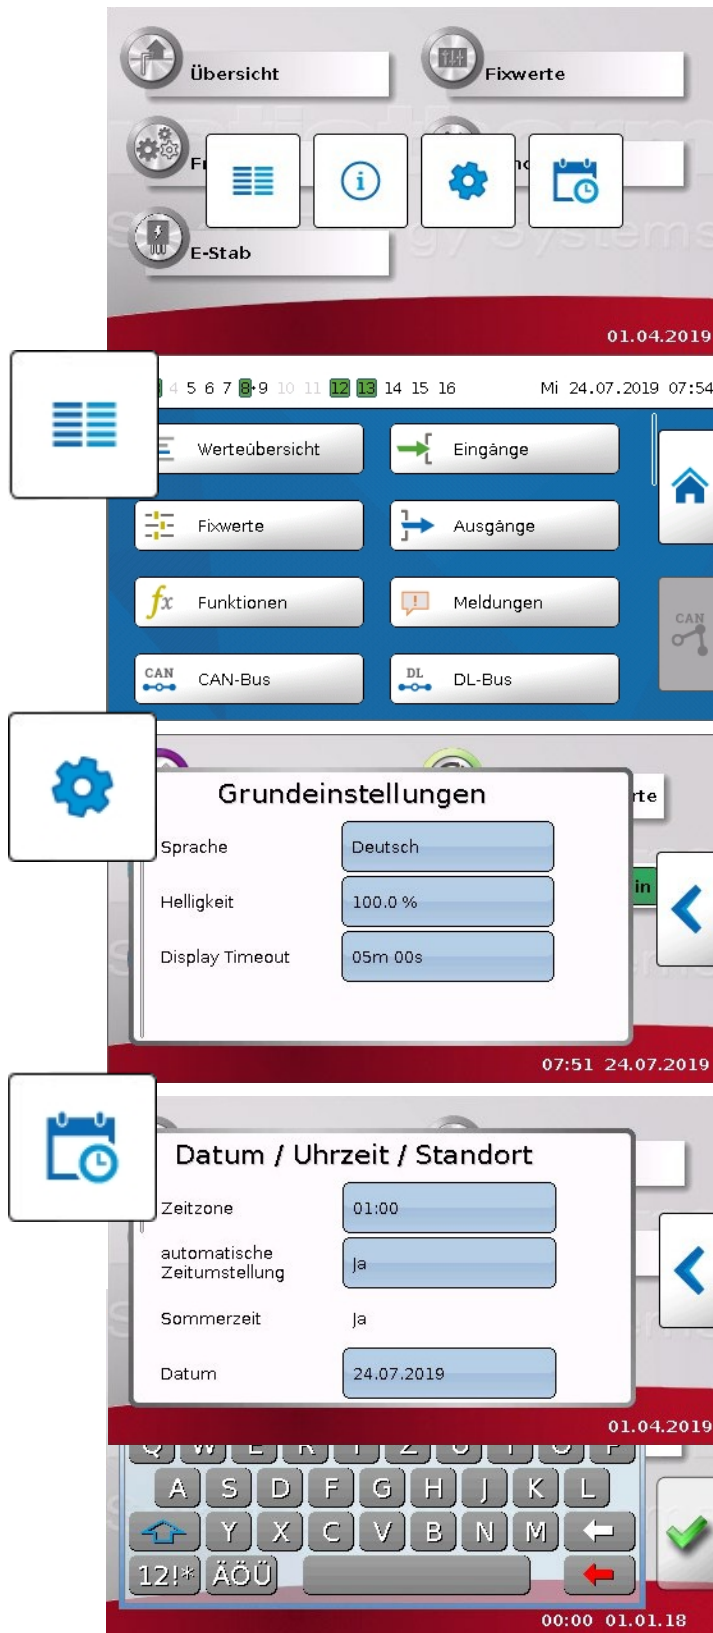 Übersicht
Fixwerte
E-Stab
01.04.2019
4 5 6 7 8 9 10 11 12 13 14 15 16
Mi 24.07.2019 07:54
Werteübersicht
Eingänge
Fixwerte
Ausgänge
Funktionen
Meldungen
CAN
CAN
CAN-Bus
DL
DL-Bus
Grundeinstellungen
rte
Sprache
Deutsch
in
Helligkeit
100.0 %
Display Timeout
05m 00s
07:51 24.07.2019
Datum / Uhrzeit / Standort
Zeitzone
01:00
automatische
Zeitumstellung
Ja
Sommerzeit
Ja
Datum
24.07.2019
01.04.2019
A S D F G H J K L
Y X C V B N M
12!* ÄÖÜ
00:00 01.01.18